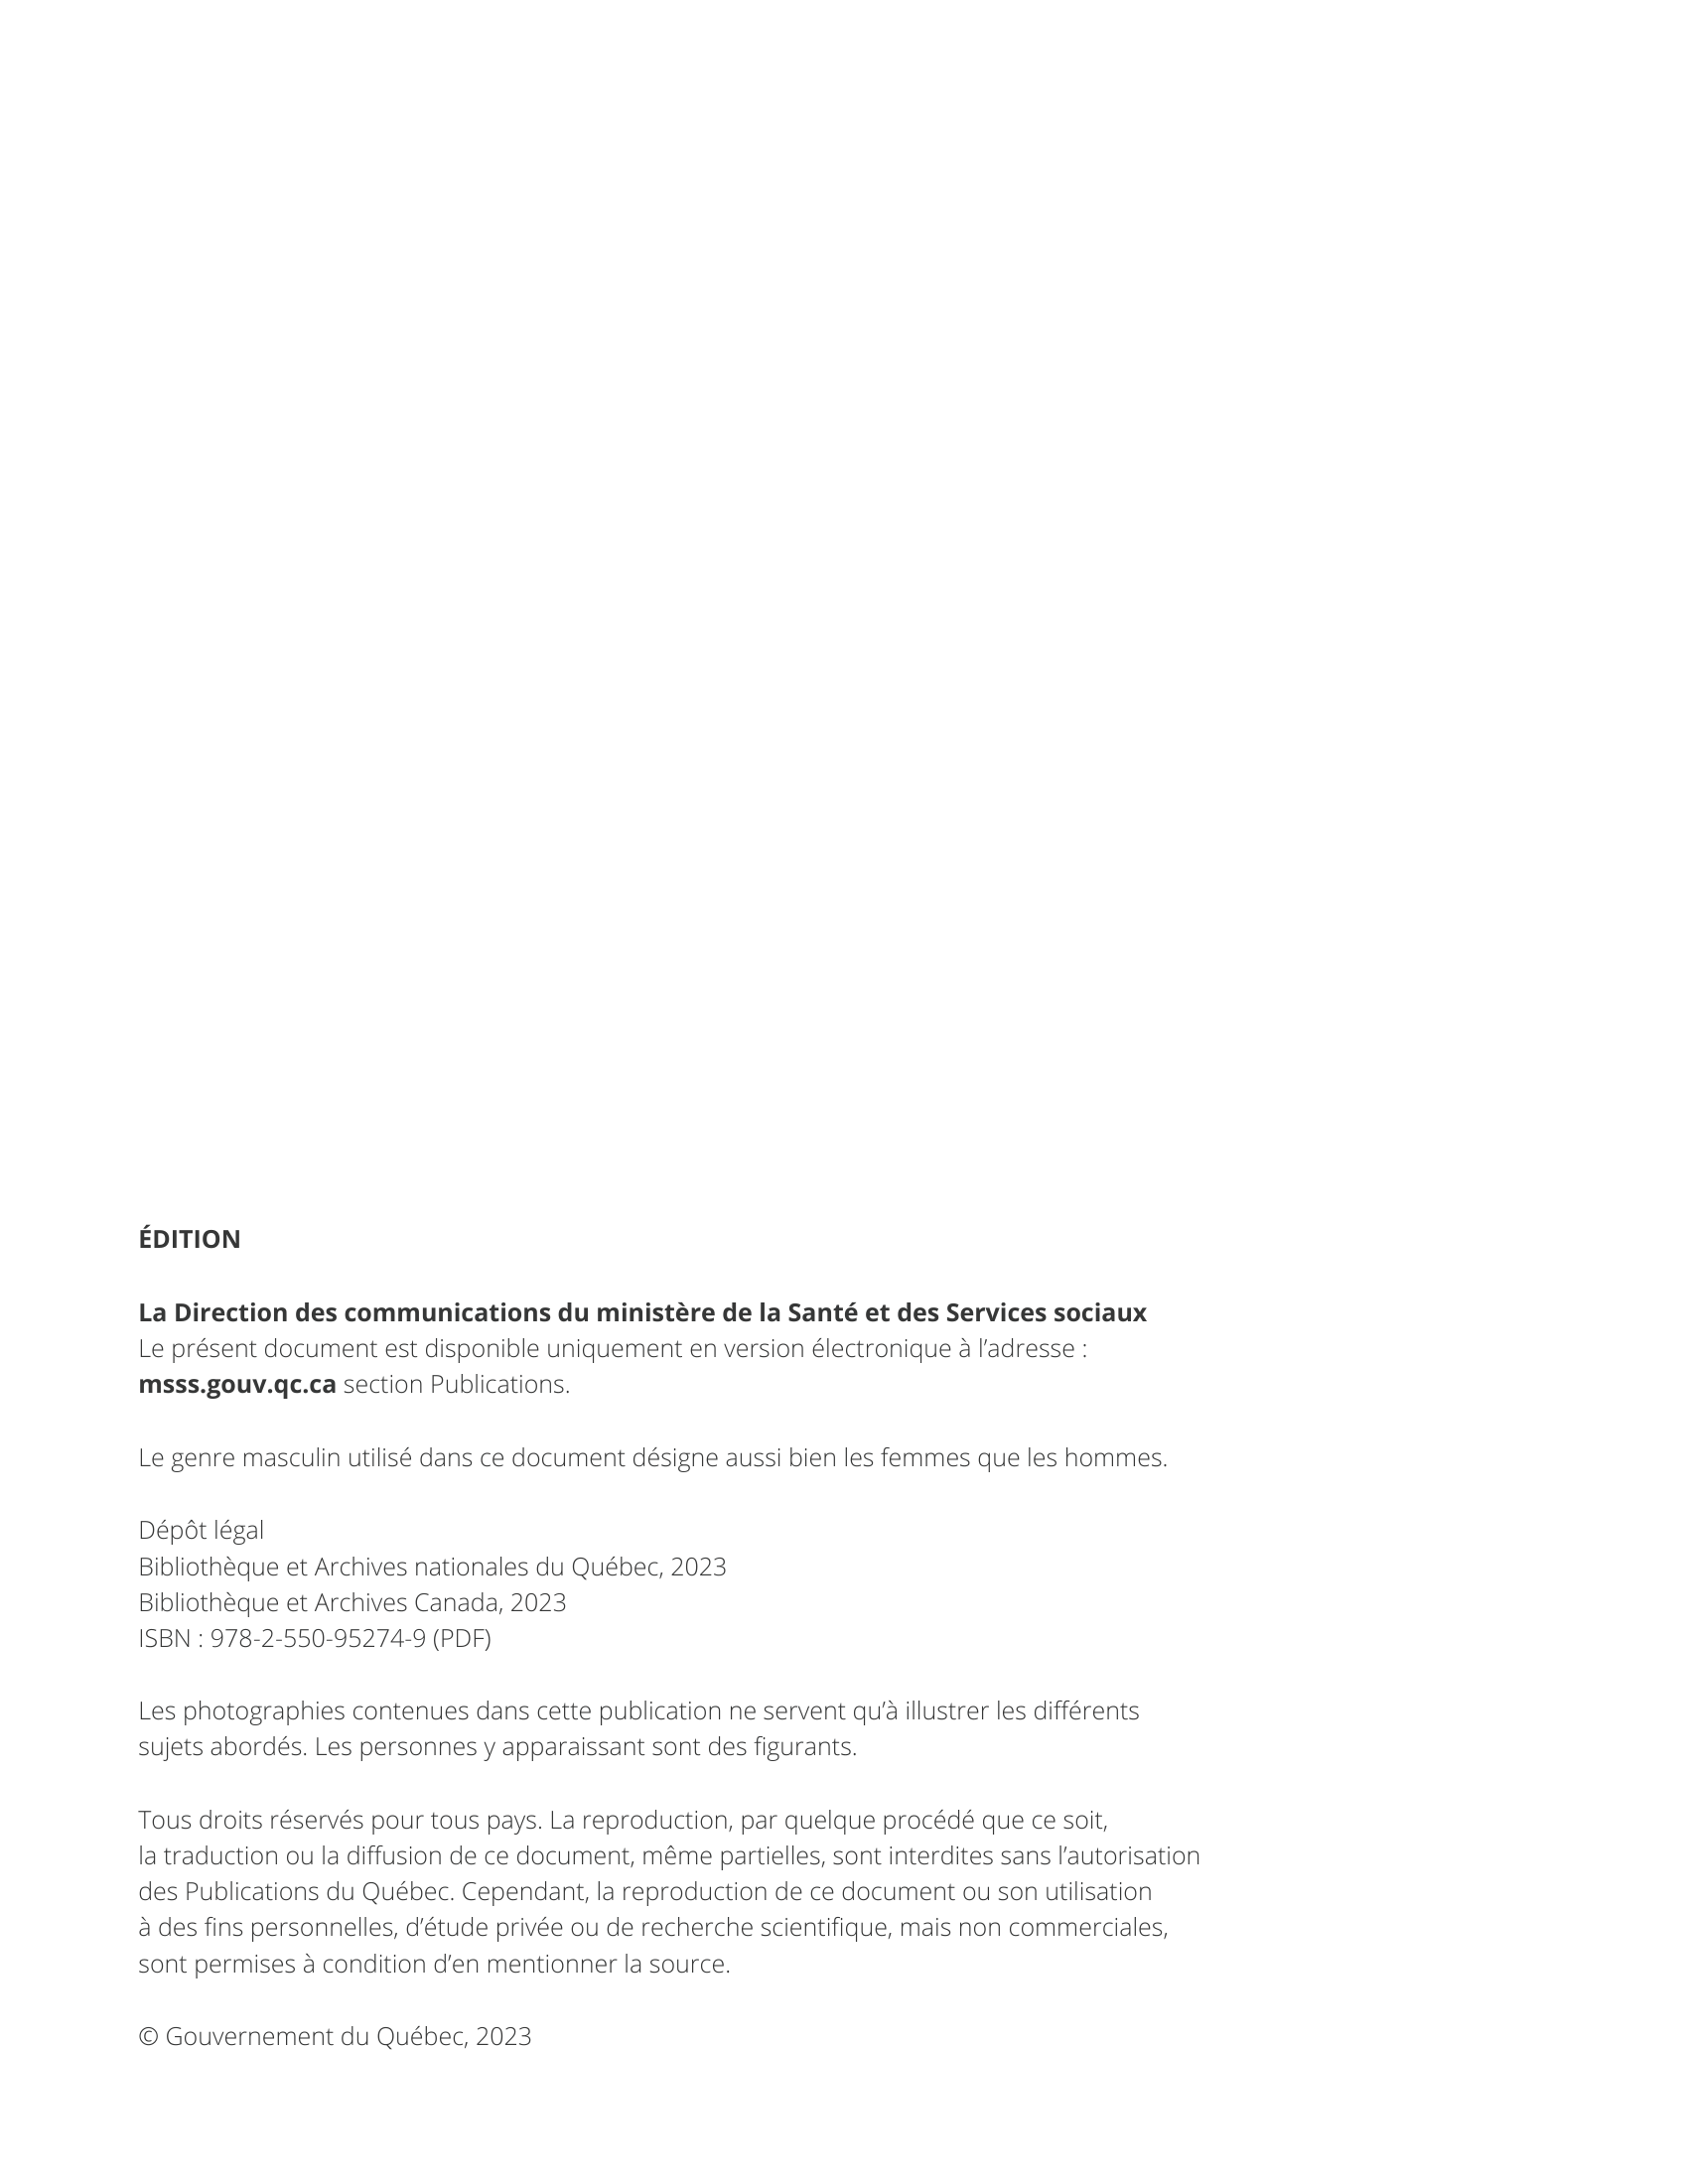 ÉDITION
La Direction des communications du ministère de la Santé et des Services sociaux
Le présent document est disponible uniquement en version électronique à l’adresse :
msss.gouv.qc.ca section Publications.
Le genre masculin utilisé dans ce document désigne aussi bien les femmes que les hommes.
Dépôt légal
Bibliothèque et Archives nationales du Québec, 2023
Bibliothèque et Archives Canada, 2023
ISBN : 978-2-550-95274-9 (PDF)
Les photographies contenues dans cette publication ne servent qu’à illustrer les différents
sujets abordés. Les personnes y apparaissant sont des figurants.
Tous droits réservés pour tous pays. La reproduction, par quelque procédé que ce soit,
la traduction ou la diffusion de ce document, même partielles, sont interdites sans l’autorisation
des Publications du Québec. Cependant, la reproduction de ce document ou son utilisation
à des fins personnelles, d’étude privée ou de recherche scientifique, mais non commerciales,
sont permises à condition d’en mentionner la source.
© Gouvernement du Québec, 2023